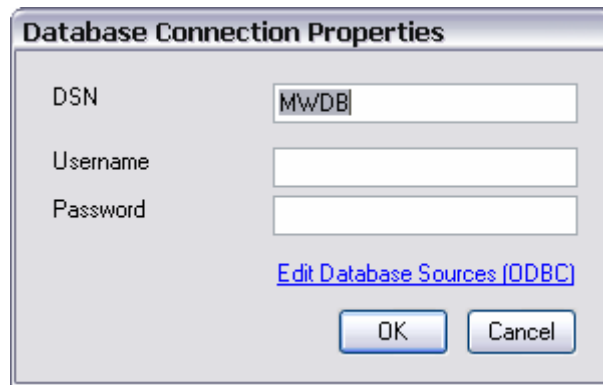 Database Connection Properties
DSN
MWDB
Username
Password
Edit Database Sources (ODBC)
OK
Cancel